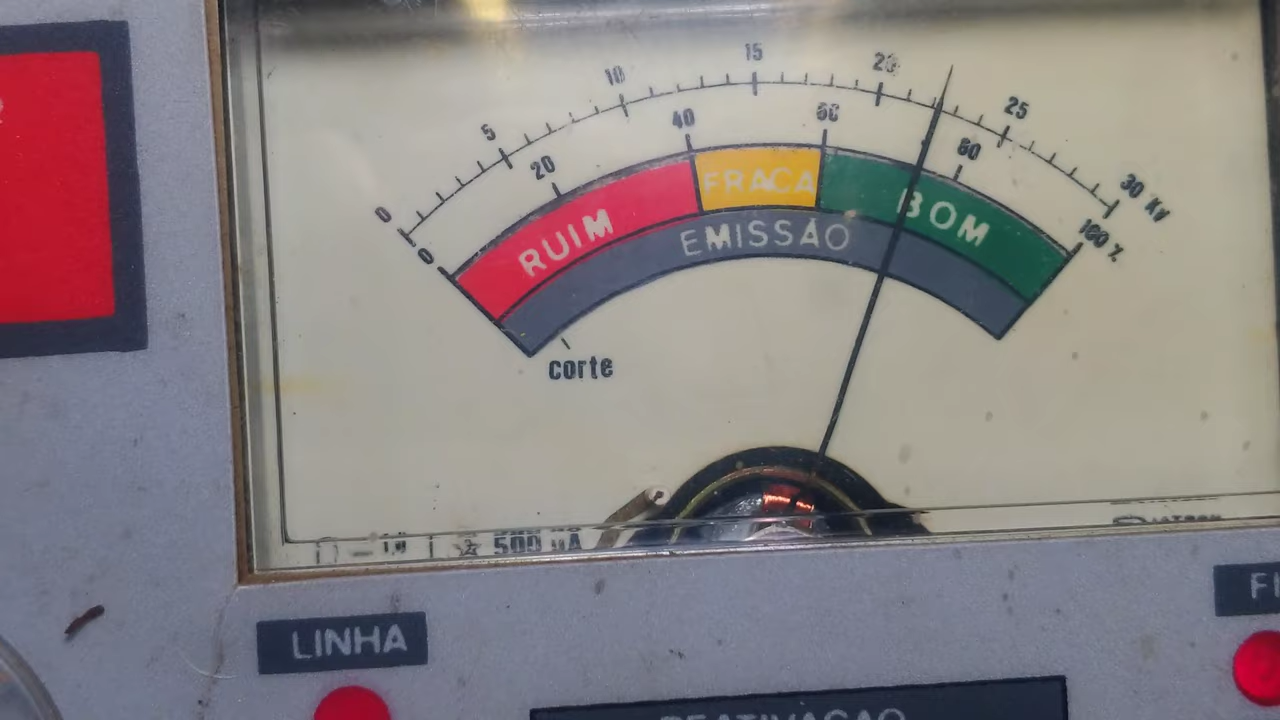 0 5 10 15 20 25 30 Kv
0 20 40 60 80 100 %
RUIM FRACA BOM
EMISSÃO
corte
500 uA
LINHA
REATIVAÇAO